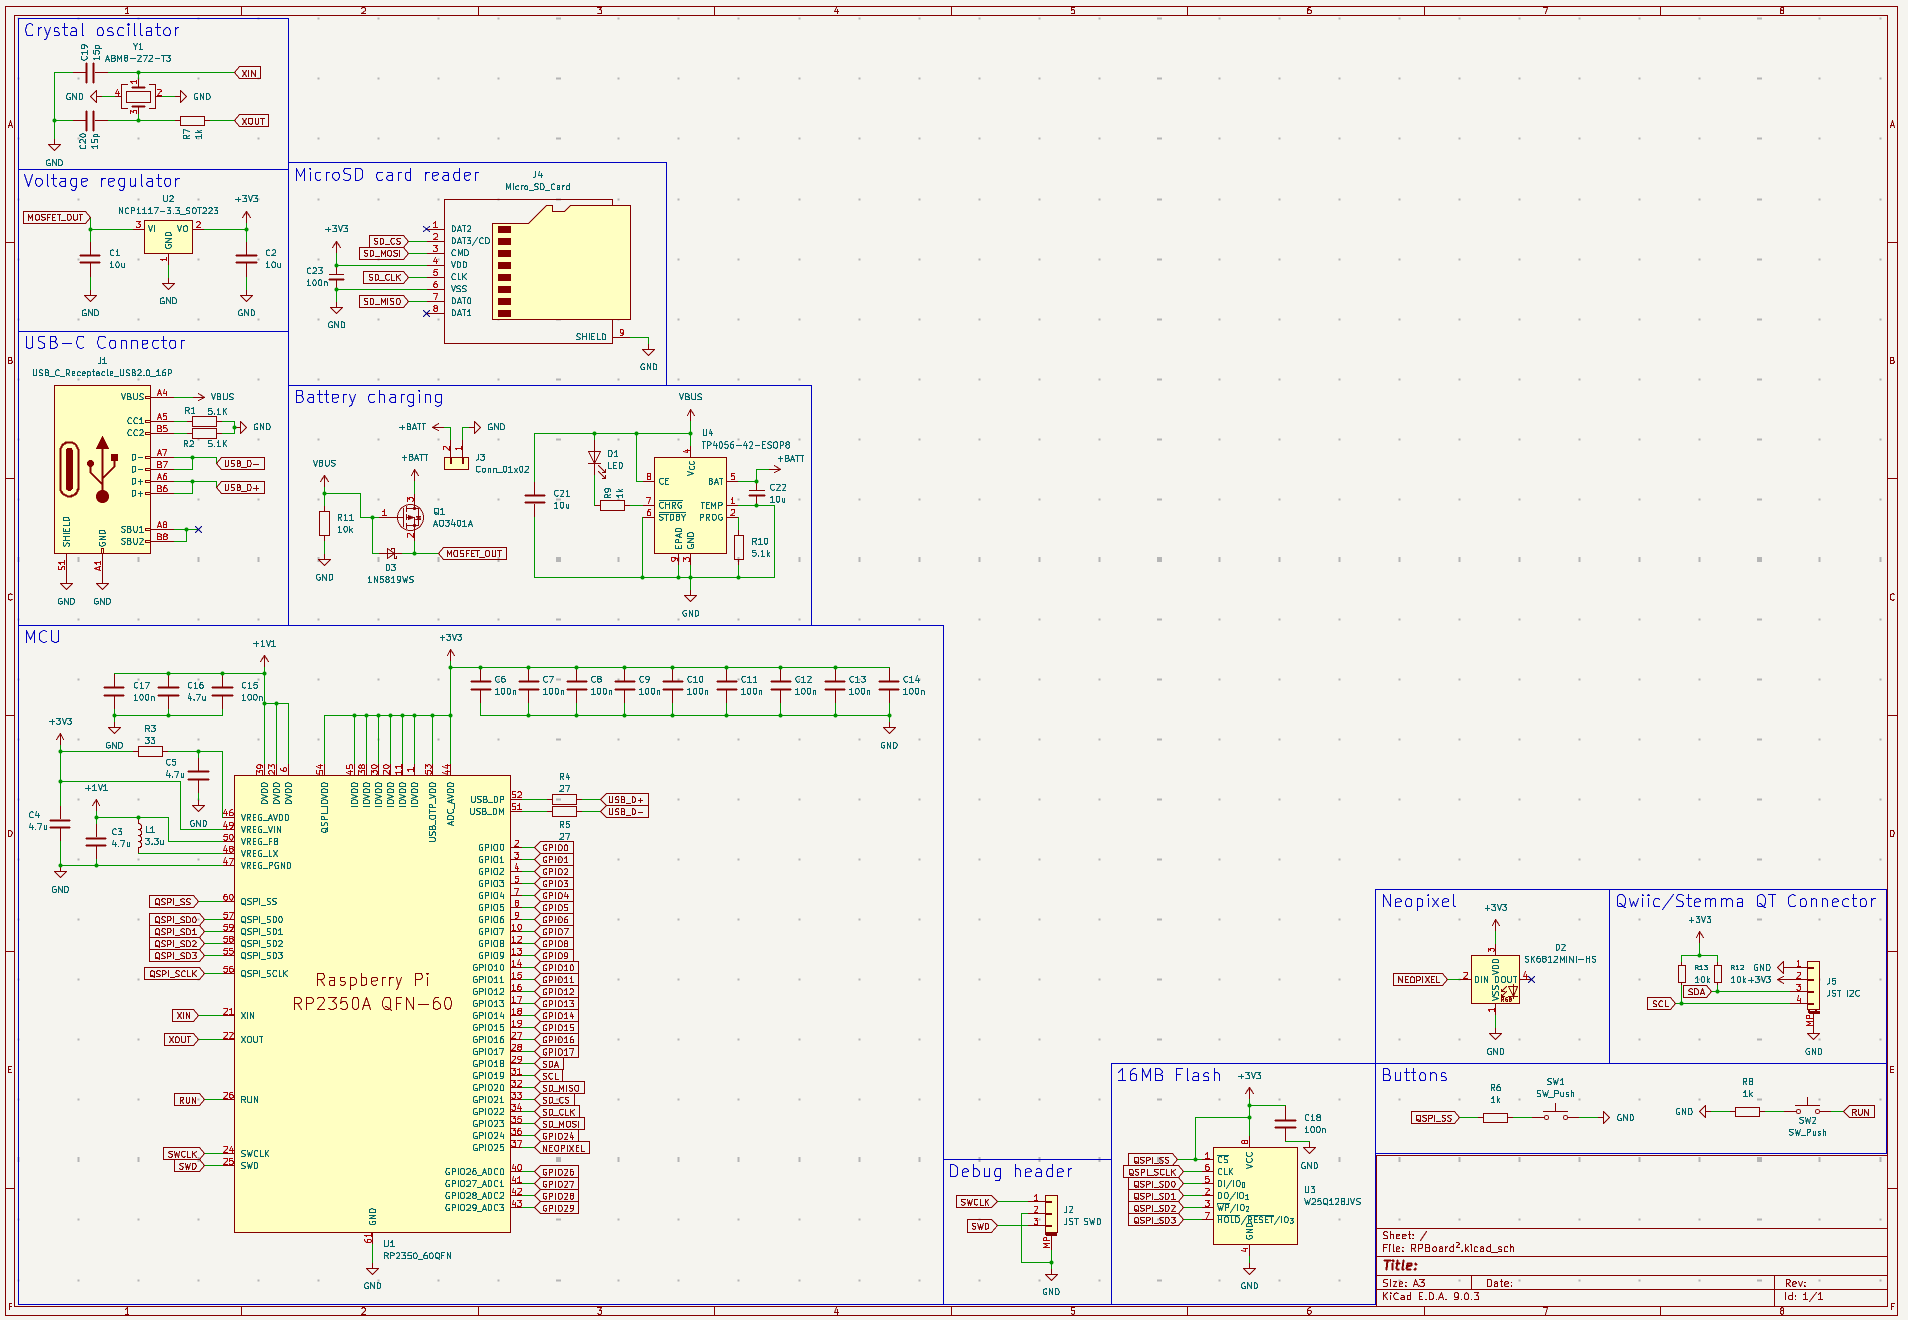 Crystal oscillator
C19
15p
Y1
ABM8-272-T3
XIN
GND
4
1
2
3
GND
C20
15p
R7
1k
XOUT
GND
Voltage regulator
U2
NCP1117-3.3_SOT223
+3V3
MOSFET_OUT
3
VI
VO
2
GND
1
C1
10u
C2
10u
GND
GND
GND
USB-C Connector
J1
USB_C_Receptacle_USB2.0_16P
VBUS
A4
VBUS
CC1
A5
R1
5.1K
GND
CC2
B5
R2
5.1K
D-
A7
USB_D-
D-
B7
D+
A6
USB_D+
D+
B6
SBU1
A8
SBU2
B8
SHIELD
GND
S1
A1
GND
GND
MicroSD card reader
J4
Micro_SD_Card
+3V3
C23
100n
GND
1
DAT2
SD_CS
2
DAT3/CD
SD_MOSI
3
CMD
4
VDD
SD_CLK
5
CLK
6
VSS
SD_MISO
7
DAT0
8
DAT1
SHIELD
9
GND
Battery charging
+BATT
GND
2
1
J3
Conn_01x02
VBUS
+BATT
R11
10k
GND
1
3
2
Q1
AO3401A
D3
1N5819WS
MOSFET_OUT
VBUS
U4
TP4056-42-ESOP8
D1
LED
R9
1k
C21
10u
4
VCC
8
CE
BAT
5
+BATT
7
CHRG
TEMP
1
6
STDBY
PROG
2
C22
10u
EPAD
GND
9
3
R10
5.1k
GND
MCU
+1V1
C17
100n
C16
4.7u
C15
100n
GND
+3V3
C6
100n
C7
100n
C8
100n
C9
100n
C10
100n
C11
100n
C12
100n
C13
100n
C14
100n
GND
+3V3
R3
33
C5
4.7u
GND
+1V1
C4
4.7u
C3
4.7u
L1
3.3u
GND
39
DVDD
23
DVDD
6
DVDD
54
QSPI_IOVDD
45
IOVDD
38
IOVDD
30
IOVDD
20
IOVDD
11
IOVDD
1
IOVDD
53
USB_OTP_VDD
44
ADC_AVDD
46
VREG_AVDD
49
VREG_VIN
50
VREG_FB
48
VREG_LX
47
VREG_PGND
QSPI_SS
60
QSPI_SS
QSPI_SD0
57
QSPI_SD0
QSPI_SD1
59
QSPI_SD1
QSPI_SD2
58
QSPI_SD2
QSPI_SD3
55
QSPI_SD3
QSPI_SCLK
56
QSPI_SCLK
XIN
21
XIN
XOUT
22
XOUT
RUN
26
RUN
SWCLK
24
SWCLK
SWD
25
SWD
Raspberry Pi
RP2350A QFN-60
R4
27
USB_DP
52
USB_D+
USB_DM
51
USB_D-
R5
27
GPIO0
2
GPIO0
GPIO1
3
GPIO1
GPIO2
4
GPIO2
GPIO3
5
GPIO3
GPIO4
7
GPIO4
GPIO5
8
GPIO5
GPIO6
9
GPIO6
GPIO7
10
GPIO7
GPIO8
12
GPIO8
GPIO9
13
GPIO9
GPIO10
14
GPIO10
GPIO11
15
GPIO11
GPIO12
16
GPIO12
GPIO13
17
GPIO13
GPIO14
18
GPIO14
GPIO15
19
GPIO15
GPIO16
27
GPIO16
GPIO17
28
GPIO17
GPIO18
29
SDA
GPIO19
31
SCL
GPIO20
32
SD_MISO
GPIO21
33
SD_CS
GPIO22
34
SD_CLK
GPIO23
35
SD_MOSI
GPIO24
36
GPIO24
GPIO25
37
NEOPIXEL
GPIO26_ADC0
40
GPIO26
GPIO27_ADC1
41
GPIO27
GPIO28_ADC2
42
GPIO28
GPIO29_ADC3
43
GPIO29
GND
61
U1
RP2350_60QFN
GND
Debug header
SWCLK
1
2
SWD
3
J2
JST SWD
MP
GND
16MB Flash
+3V3
C18
100n
GND
8
VCC
QSPI_SS
1
CS
QSPI_SCLK
6
CLK
QSPI_SD0
5
DI/IO0
QSPI_SD1
2
DO/IO1
QSPI_SD2
3
WP/IO2
QSPI_SD3
7
HOLD/RESET/IO3
U3
W25Q128JVS
GND
4
GND
Neopixel
+3V3
D2
SK6812MINI-HS
3
VDD
NEOPIXEL
2
DIN
DOUT
4
VSS
RGB
1
GND
Qwiic/Stemma QT Connector
+3V3
R13
10k
R12
10k
GND
1
+3V3
2
SDA
3
SCL
4
J5
JST I2C
MP
GND
Buttons
QSPI_SS
R6
1k
SW1
SW_Push
GND
GND
R8
1k
SW2
SW_Push
RUN
Sheet: /
File: RPBoard².kicad_sch
Title:
Size: A3
Date:
Rev:
KiCad E.D.A. 9.0.3
Id: 1/1
1
2
3
4
5
6
7
8
A
B
C
D
E
F